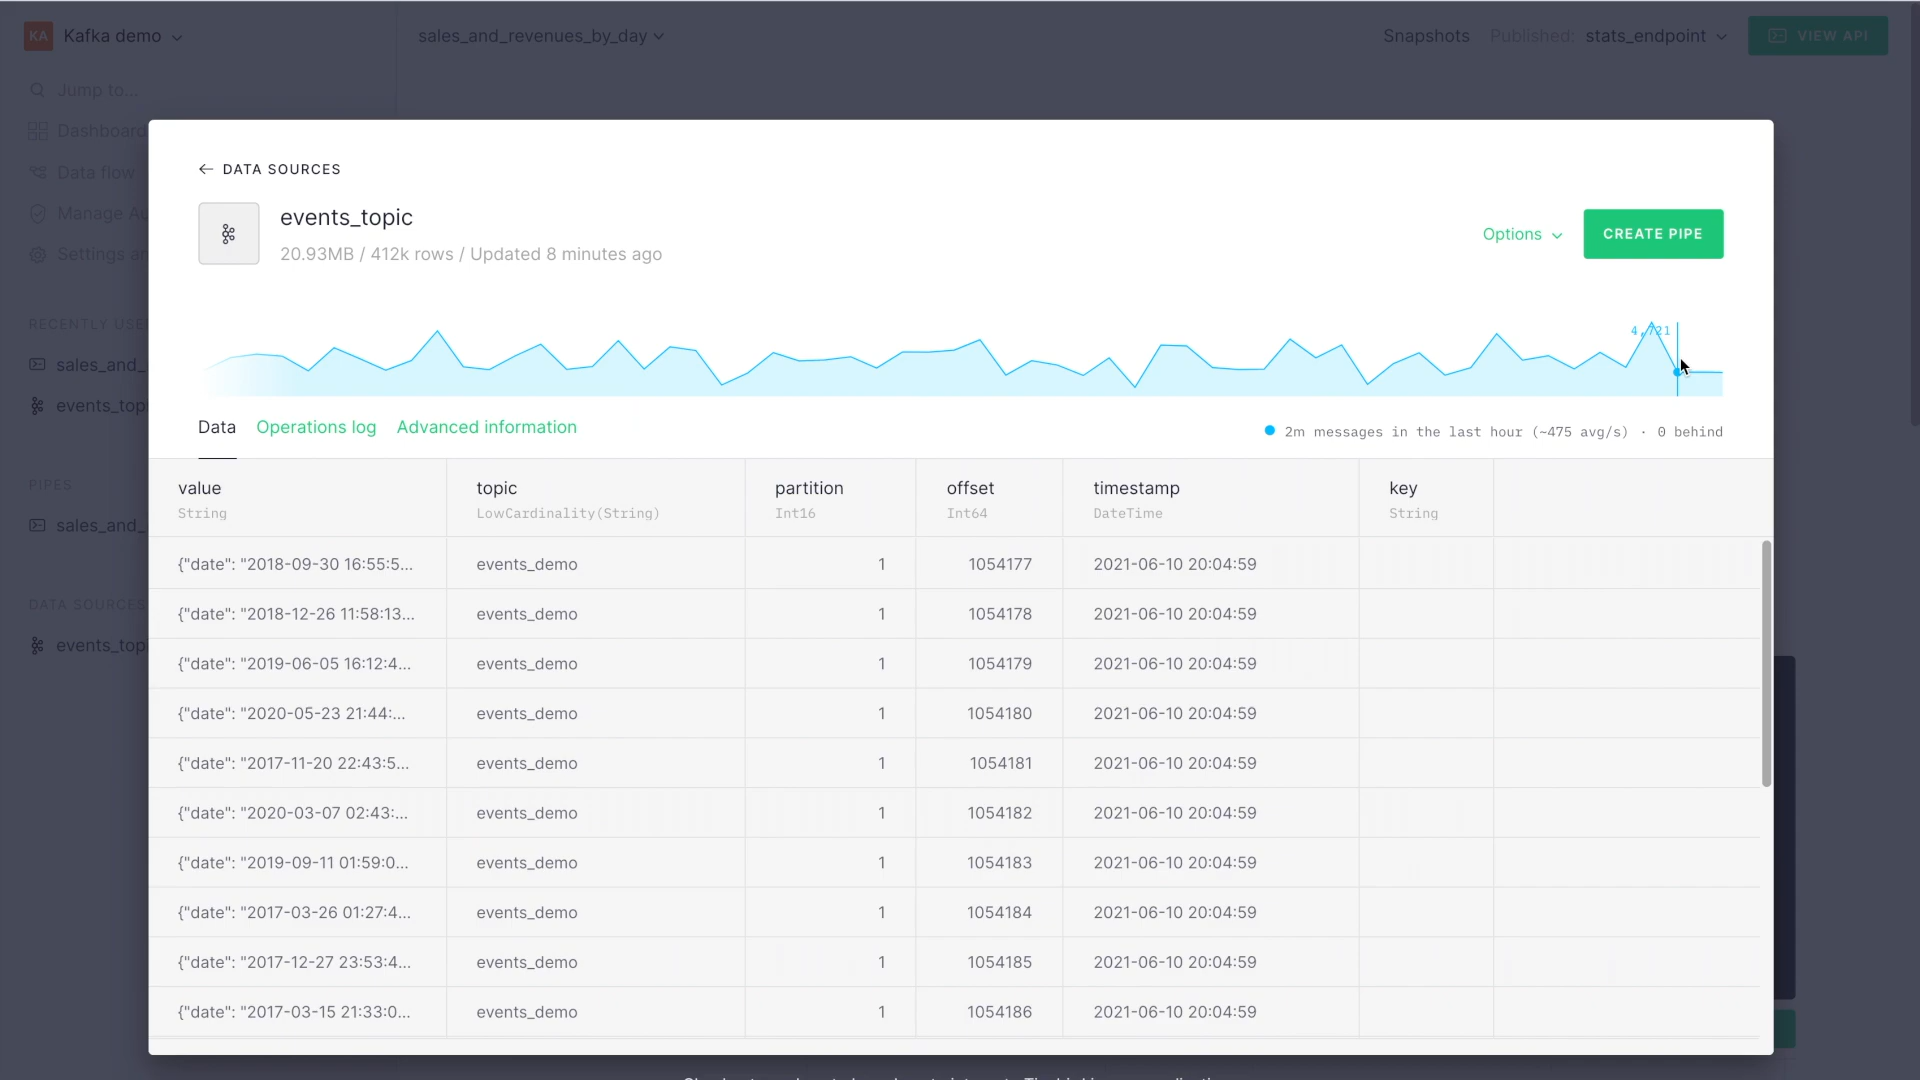 KA Kafka demo
sales_and_revenues_by_day
Snapshots Published: stats_endpoint VIEW API
Jump to...
Dashboard
Data flow
Manage Au
Settings an
RECENTLY USE
sales_and_
events_topi
PIPES
sales_and_
DATA SOURCES
events_topi
← DATA SOURCES
events_topic
20.93MB / 412k rows / Updated 8 minutes ago
Options CREATE PIPE
4,721
Data Operations log Advanced information
2m messages in the last hour (~475 avg/s) · 0 behind
value topic partition offset timestamp key
String LowCardinality(String) Int16 Int64 DateTime String
{"date": "2018-09-30 16:55:5... events_demo 1 1054177 2021-06-10 20:04:59
{"date": "2018-12-26 11:58:13... events_demo 1 1054178 2021-06-10 20:04:59
{"date": "2019-06-05 16:12:4... events_demo 1 1054179 2021-06-10 20:04:59
{"date": "2020-05-23 21:44:... events_demo 1 1054180 2021-06-10 20:04:59
{"date": "2017-11-20 22:43:5... events_demo 1 1054181 2021-06-10 20:04:59
{"date": "2020-03-07 02:43:... events_demo 1 1054182 2021-06-10 20:04:59
{"date": "2019-09-11 01:59:0... events_demo 1 1054183 2021-06-10 20:04:59
{"date": "2017-03-26 01:27:4... events_demo 1 1054184 2021-06-10 20:04:59
{"date": "2017-12-27 23:53:4... events_demo 1 1054185 2021-06-10 20:04:59
{"date": "2017-03-15 21:33:0... events_demo 1 1054186 2021-06-10 20:04:59